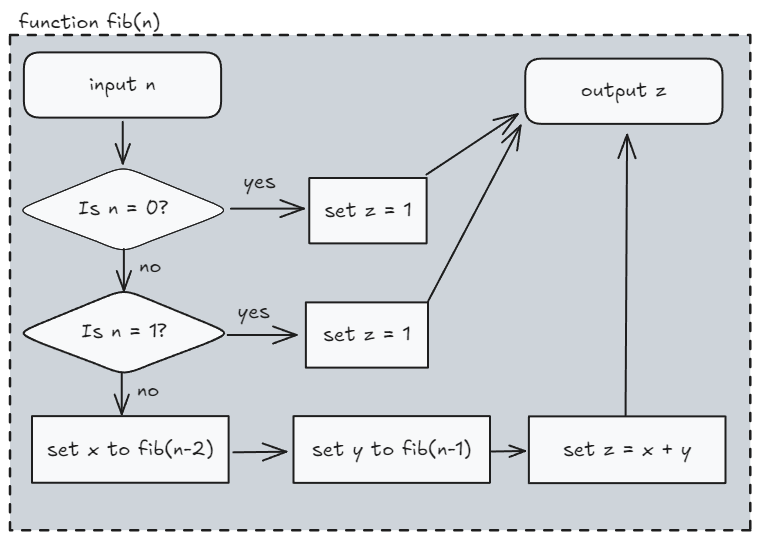 function fib(n)
input n
output z
Is n = 0?
yes
set z = 1
no
Is n = 1?
yes
set z = 1
no
set x to fib(n-2)
set y to fib(n-1)
set z = x + y